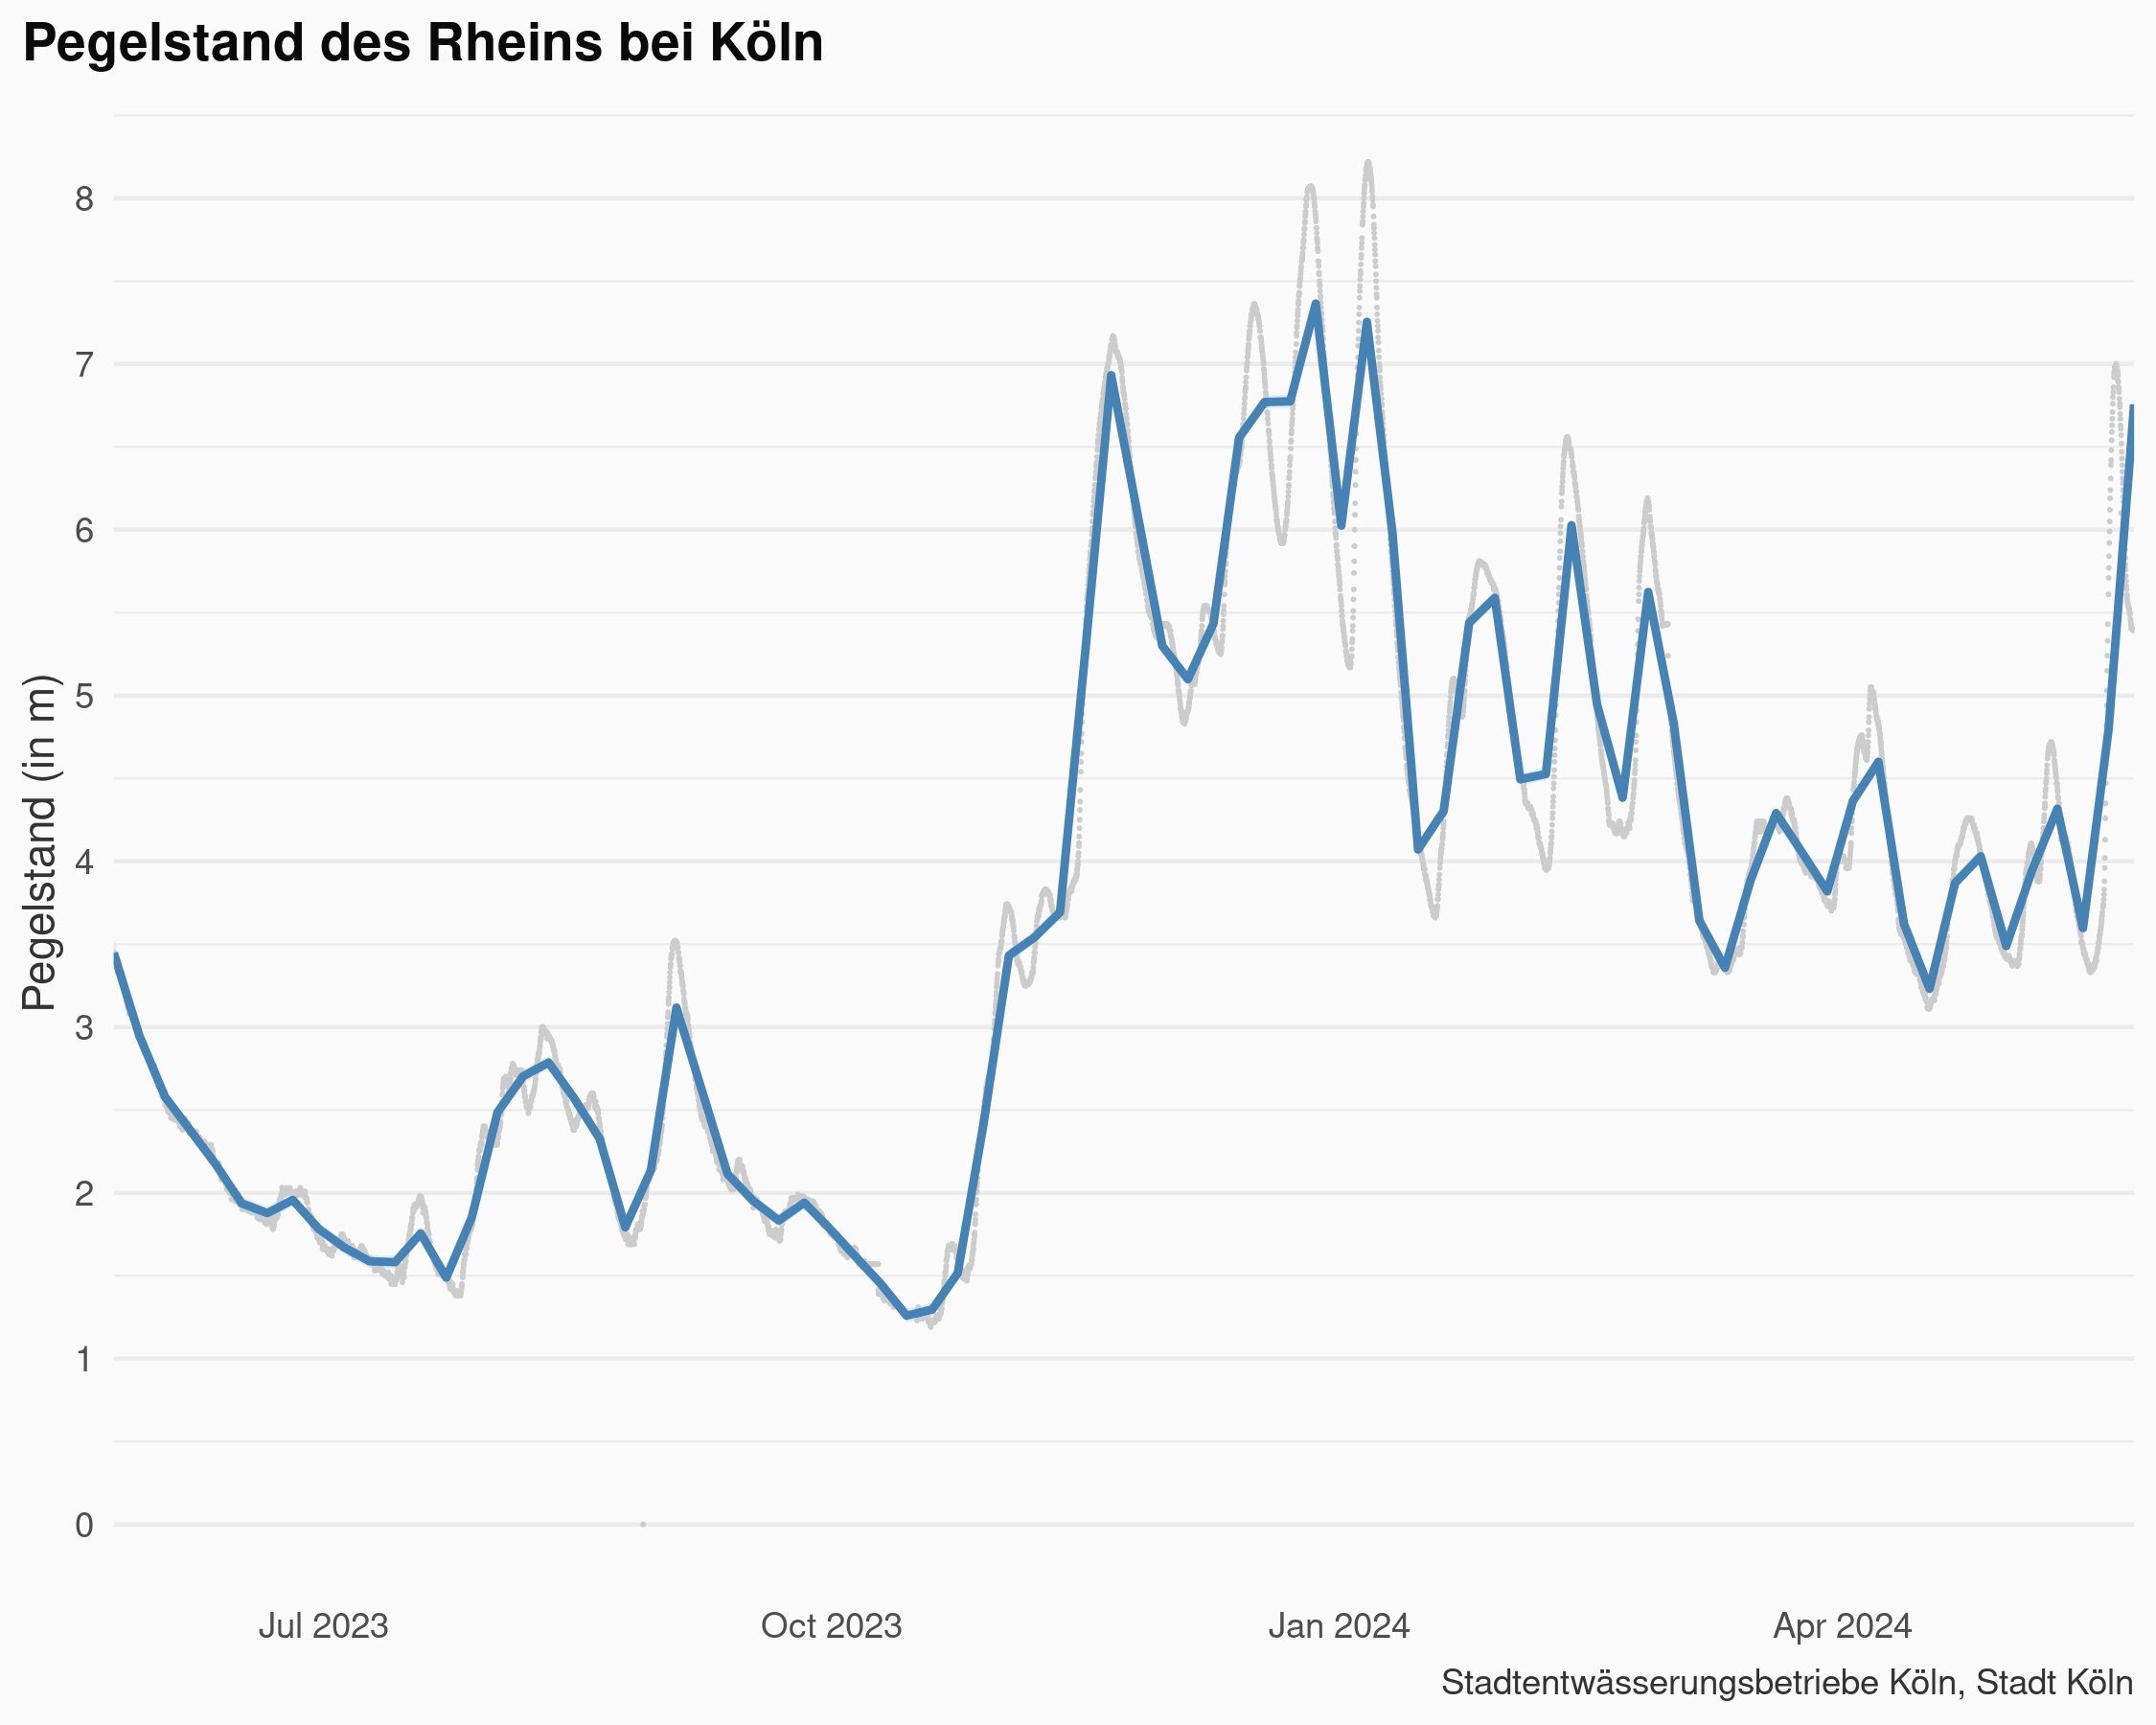 Pegelstand des Rheins bei Köln
Pegelstand (in m)
8
7
6
5
4
3
2
1
0
Jul 2023 Oct 2023 Jan 2024 Apr 2024
Stadtentwässerungsbetriebe Köln, Stadt Köln